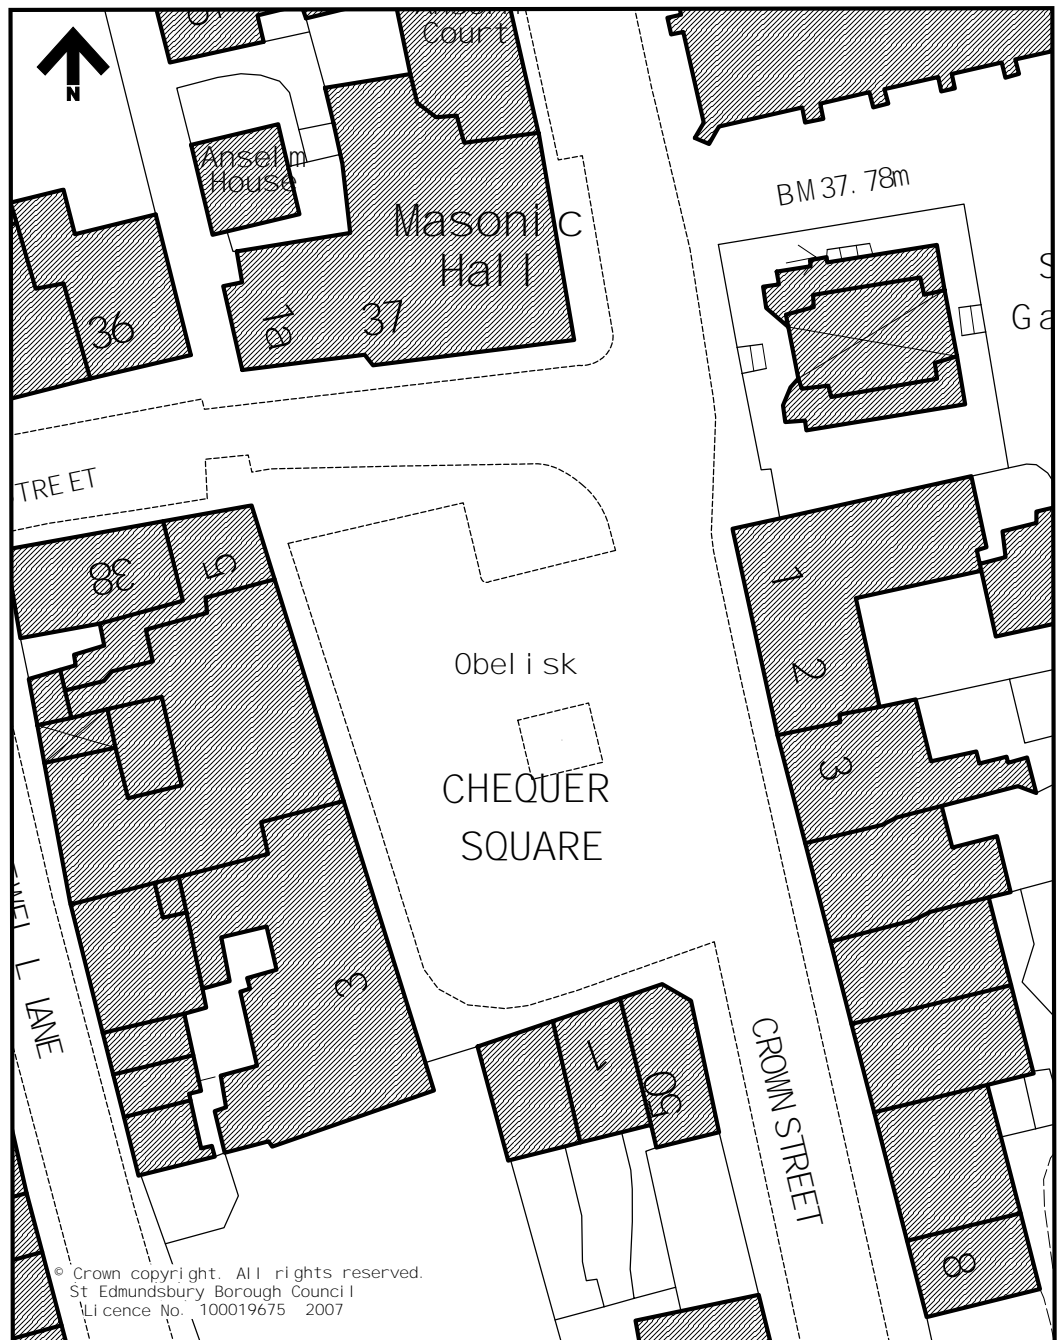 Court
N
Anselm
House
BM 37.78m
Masonic
Hall
S
Ga
36
1a
37
TREET
38
5
1
2
Obelisk
3
CHEQUER
SQUARE
3
LANE
1
50
CROWN STREET
8
© Crown copyright. All rights reserved.
St Edmundsbury Borough Council
Licence No. 100019675 2007